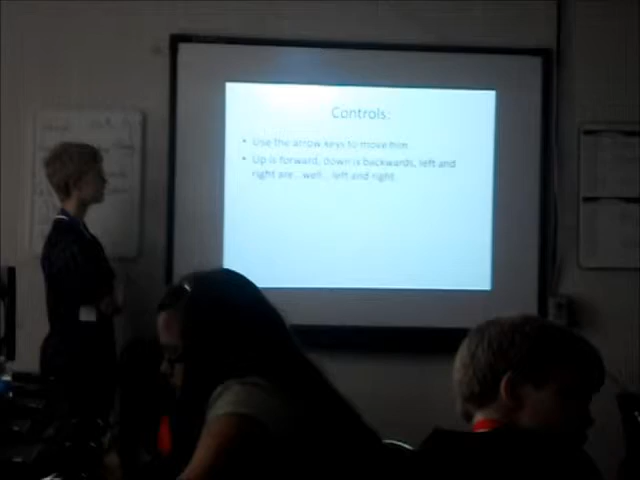 Controls:
• Use the arrow keys to move him
• Up is forward, down is backwards, left and
right are.. well.. left and right